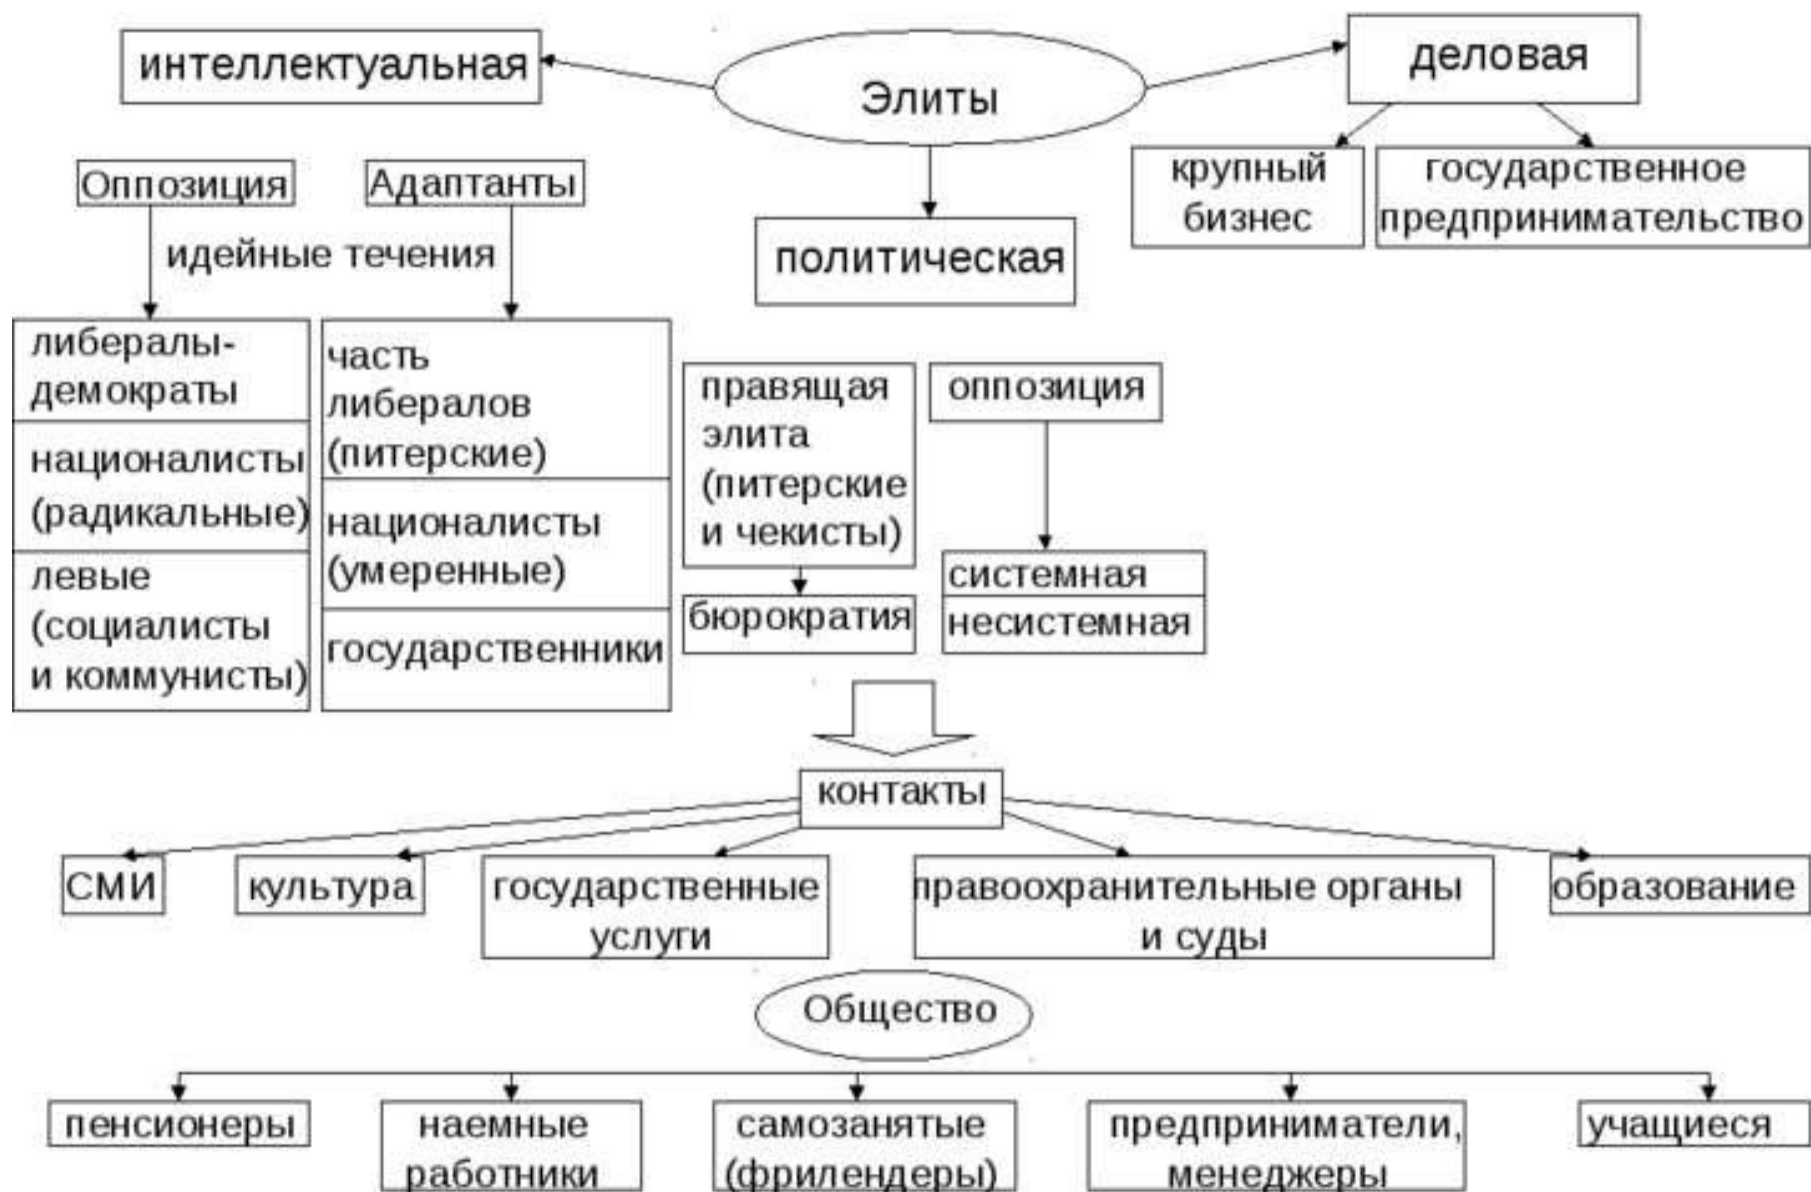 интеллектуальная
Элиты
деловая
крупный
бизнес
государственное
предпринимательство
Оппозиция
Адаптанты
идейные течения
политическая
либералы-
демократы
националисты
(радикальные)
левые
(социалисты
и коммунисты)
часть
либералов
(питерские)
националисты
(умеренные)
государственники
правящая
элита
(питерские
и чекисты)
бюрократия
оппозиция
системная
несистемная
контакты
СМИ
культура
государственные
услуги
правоохранительные органы
и суды
образование
Общество
пенсионеры
наемные
работники
самозанятые
(фрилендеры)
предприниматели,
менеджеры
учащиеся